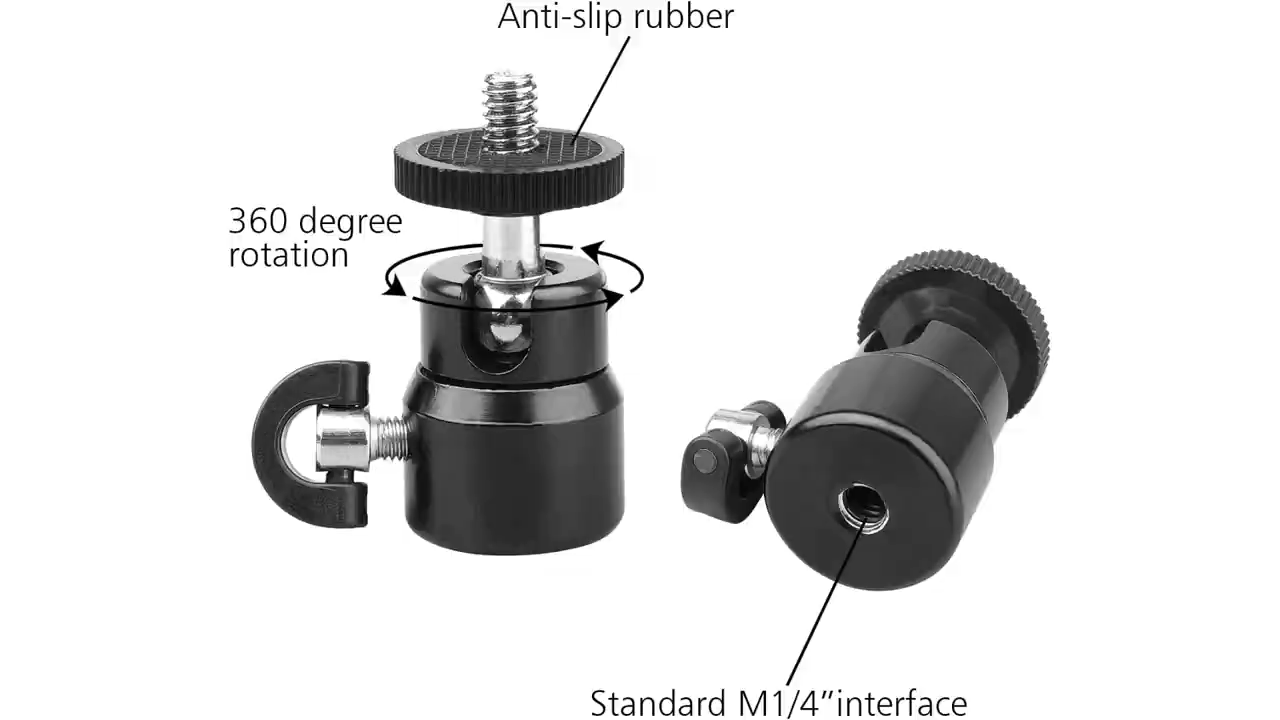 Anti-slip rubber
360 degree
rotation
Standard M1/4”interface